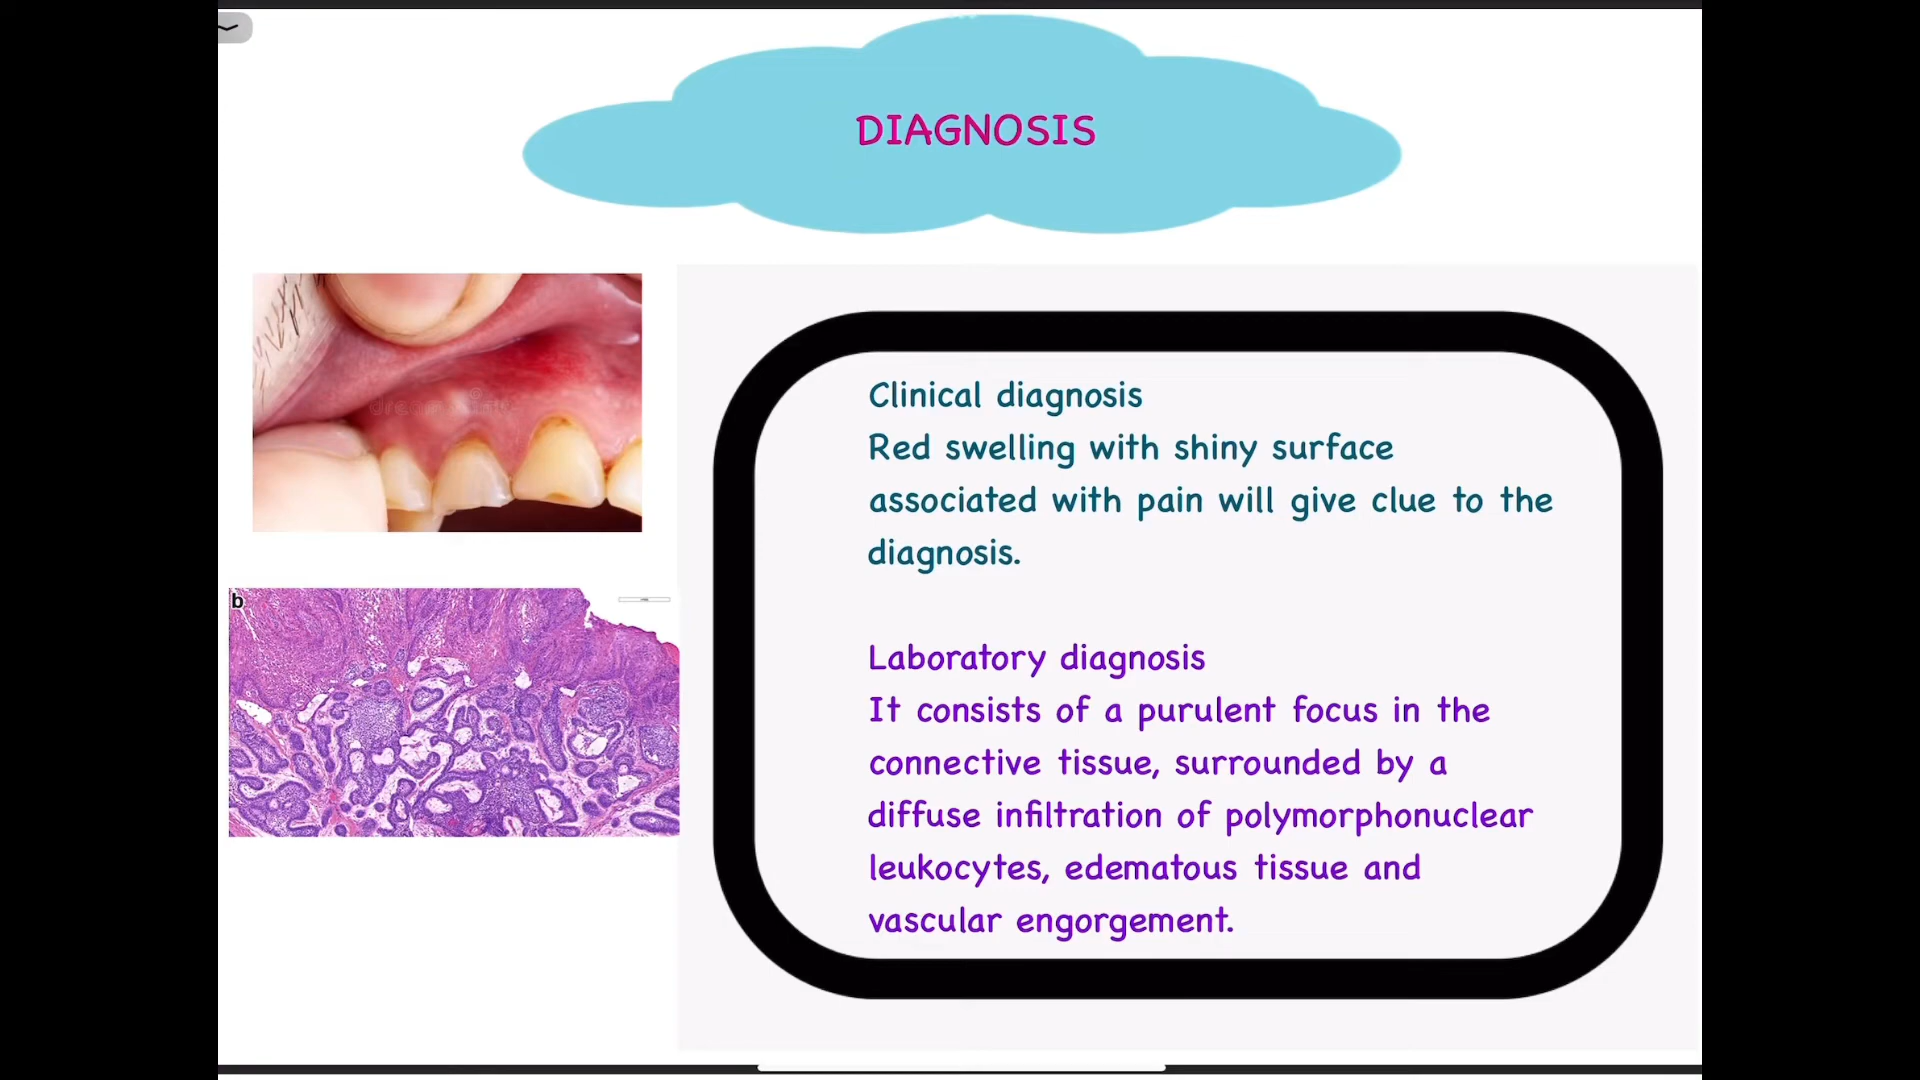 DIAGNOSIS
Clinical diagnosis
Red swelling with shiny surface
associated with pain will give clue to the
diagnosis.
b
Laboratory diagnosis
It consists of a purulent focus in the
connective tissue, surrounded by a
diffuse infiltration of polymorphonuclear
leukocytes, edematous tissue and
vascular engorgement.